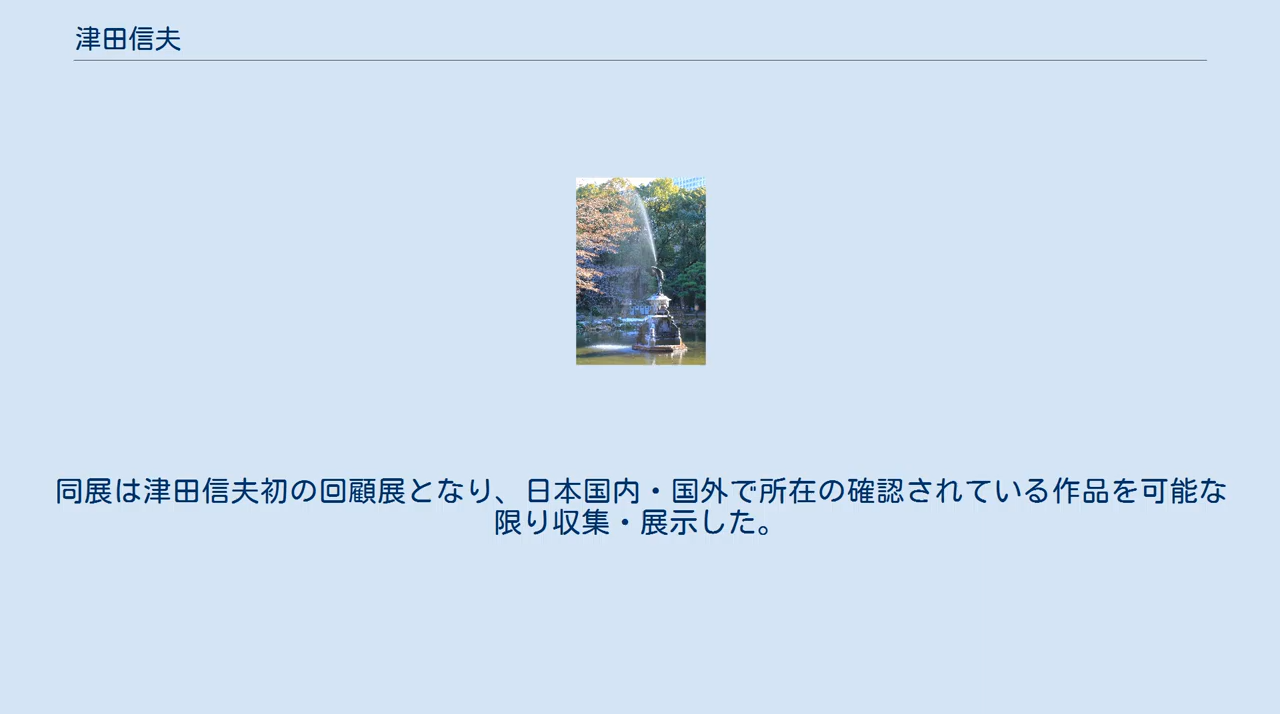 津田信夫
同展は津田信夫初の回顧展となり、日本国内・国外で所在の確認されている作品を可能な
限り収集・展示した。